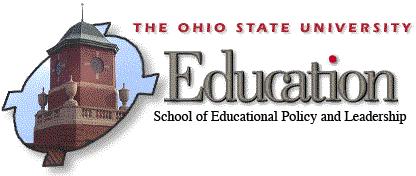 THE OHIO STATE UNIVERSITY
Education
School of Educational Policy and Leadership